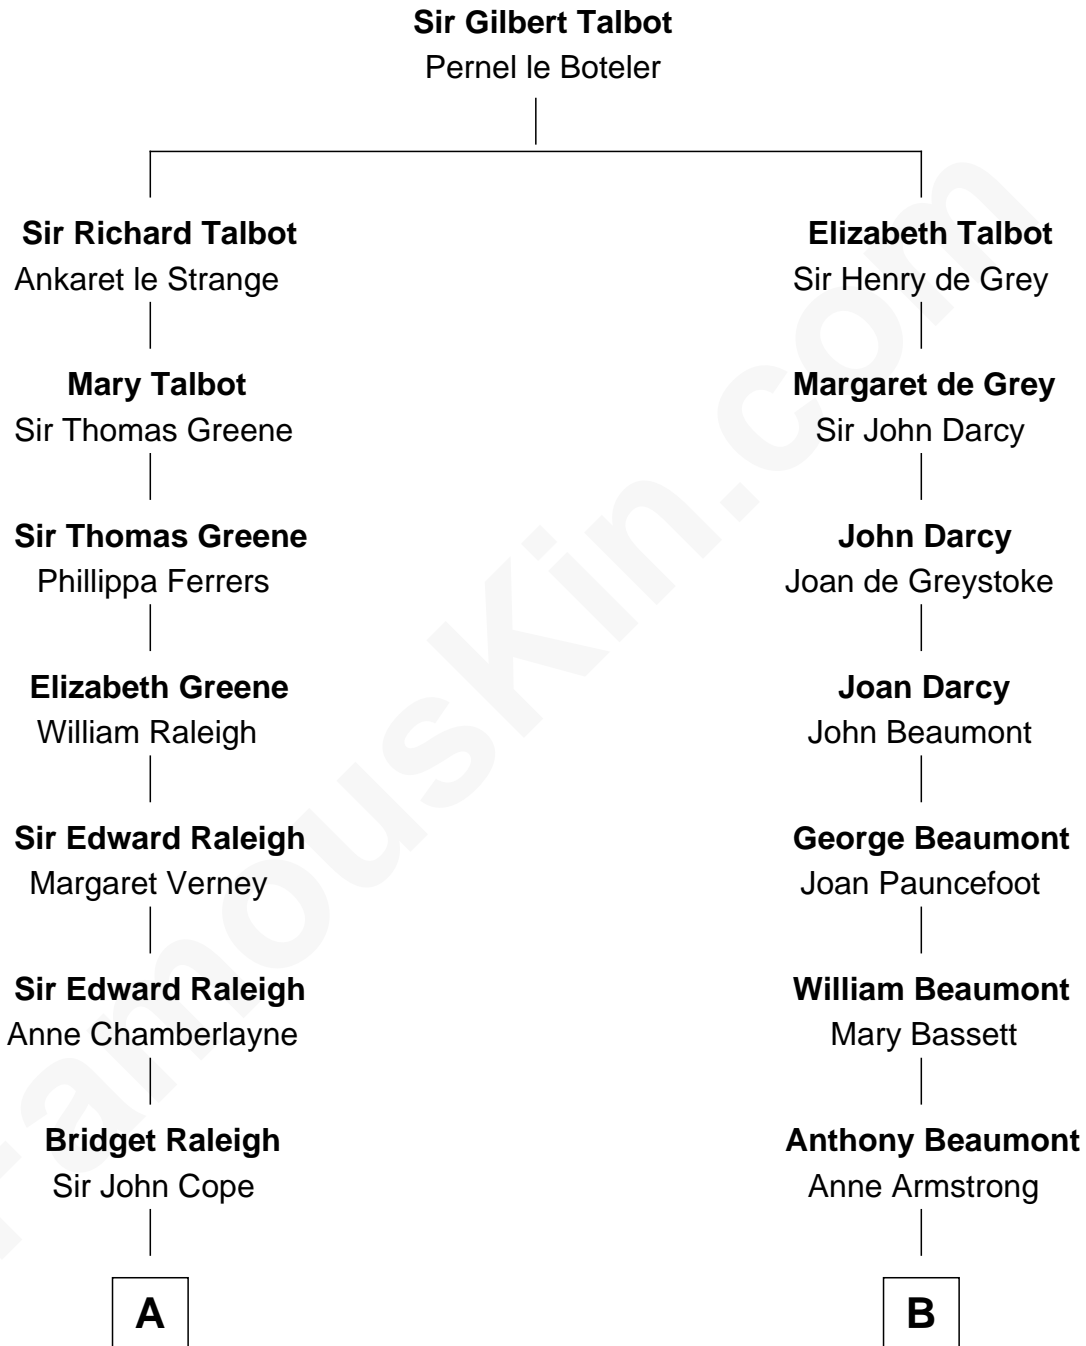 Sir Gilbert Talbot
Pernel le Boteler
Sir Richard Talbot
Ankaret le Strange
Elizabeth Talbot
Sir Henry de Grey
Mary Talbot
Sir Thomas Greene
Margaret de Grey
Sir John Darcy
Sir Thomas Greene
Phillippa Ferrers
John Darcy
Joan de Greystoke
Elizabeth Greene
William Raleigh
Joan Darcy
John Beaumont
Sir Edward Raleigh
Margaret Verney
George Beaumont
Joan Pauncefoot
Sir Edward Raleigh
Anne Chamberlayne
William Beaumont
Mary Bassett
Bridget Raleigh
Sir John Cope
Anthony Beaumont
Anne Armstrong
A
B
FamousKin.com